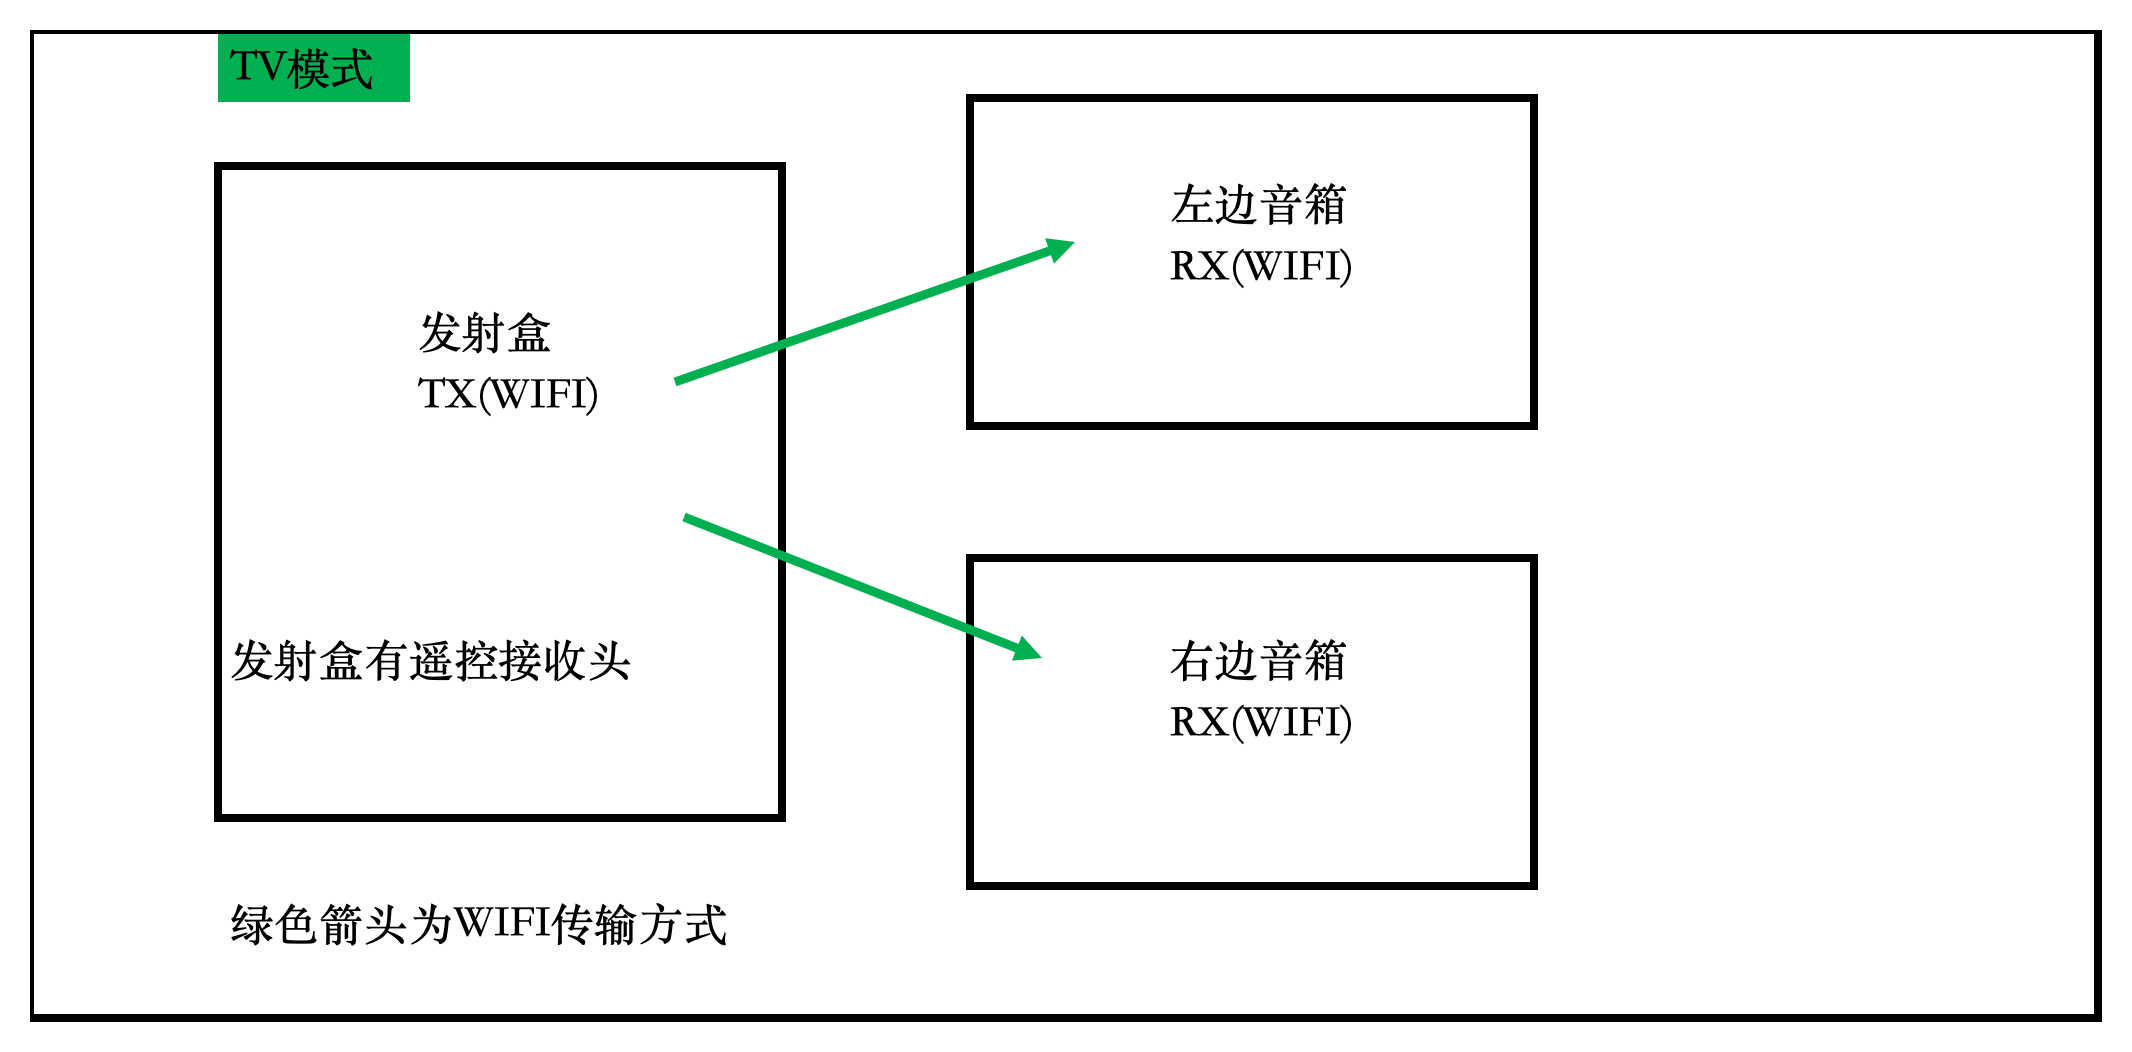 TV模式
发射盒
TX(WIFI)
发射盒有遥控接收头
左边音箱
RX(WIFI)
右边音箱
RX(WIFI)
绿色箭头为WIFI传输方式